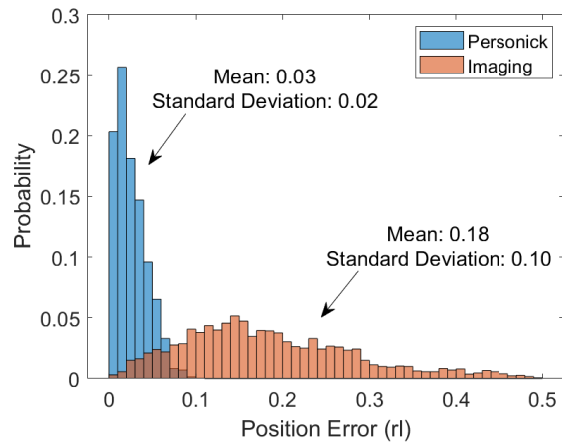 0.3
0.25
0.2
0.15
0.1
0.05
0
Probability
Personick
Imaging
Mean: 0.03
Standard Deviation: 0.02
Mean: 0.18
Standard Deviation: 0.10
0 0.1 0.2 0.3 0.4 0.5
Position Error (rl)